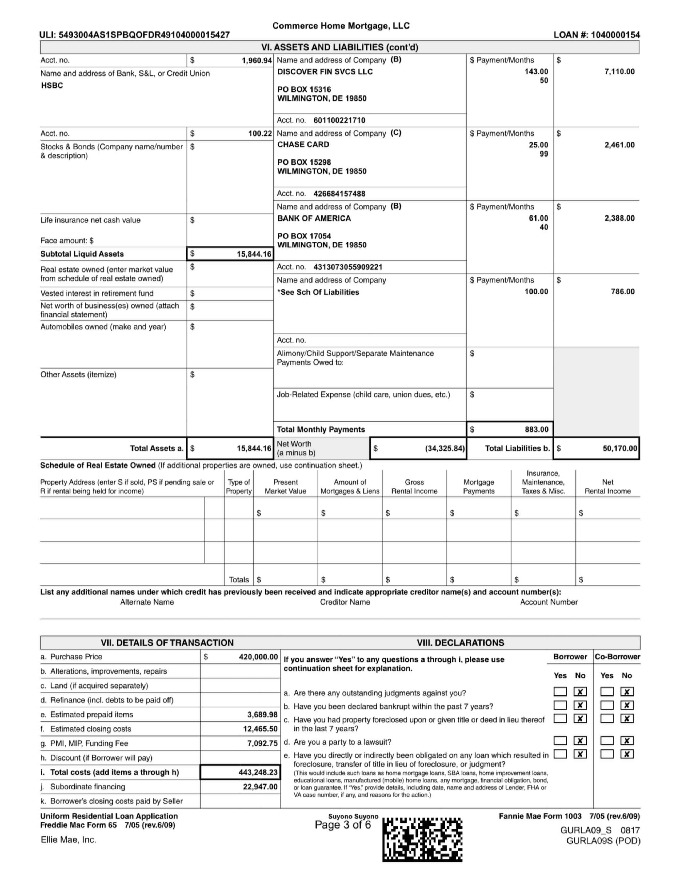 Commerce Home Mortgage, LLC
ULI: 5493004AS1SPBQOFDR49104000015427 LOAN #: 1040000154
VI. ASSETS AND LIABILITIES (cont'd)
Acct. no. $ 1,960.94 Name and address of Company (B) $ Payment/Months $
Name and address of Bank, S&L, or Credit Union DISCOVER FIN SVCS LLC 143.00 7,110.00
HSBC 50
PO BOX 15316
WILMINGTON, DE 19850
Acct. no. 601100221710
Acct. no. $ 100.22 Name and address of Company (C) $ Payment/Months $
Stocks & Bonds (Company name/number & description) $ CHASE CARD 25.00 2,461.00
99
PO BOX 15298
WILMINGTON, DE 19850
Acct. no. 426684157488
Name and address of Company (B) $ Payment/Months $
Life insurance net cash value $ BANK OF AMERICA 61.00 2,388.00
40
Face amount: $ PO BOX 17054
WILMINGTON, DE 19850
Subtotal Liquid Assets $ 15,844.16
Real estate owned (enter market value from schedule of real estate owned) $ Acct. no. 4313073055909221
Name and address of Company $ Payment/Months $
Vested interest in retirement fund $ *See Sch Of Liabilities 100.00 786.00
Net worth of business(es) owned (attach financial statement) $
Automobiles owned (make and year) $
Acct. no.
Alimony/Child Support/Separate Maintenance Payments Owed to: $
Other Assets (itemize) $
Job-Related Expense (child care, union dues, etc.) $
Total Monthly Payments $ 883.00
Total Assets a. $ 15,844.16 Net Worth (a minus b) $ (34,325.84) Total Liabilities b. $ 50,170.00
Schedule of Real Estate Owned (If additional properties are owned, use continuation sheet.)
Property Address (enter S if sold, PS if pending sale or R if rental being held for income) Type of Property Present Market Value Amount of Mortgages & Liens Gross Rental Income Mortgage Payments Insurance, Maintenance, Taxes & Misc. Net Rental Income
$ $ $ $ $ $
Totals $ $ $ $ $ $
List any additional names under which credit has previously been received and indicate appropriate creditor name(s) and account number(s):
Alternate Name Creditor Name Account Number
VII. DETAILS OF TRANSACTION
a. Purchase Price $ 420,000.00
b. Alterations, improvements, repairs
c. Land (if acquired separately)
d. Refinance (incl. debts to be paid off)
e. Estimated prepaid items 3,689.98
f. Estimated closing costs 12,465.50
g. PMI, MIP, Funding Fee 7,092.75
h. Discount (if Borrower will pay)
i. Total costs (add items a through h) 443,248.23
j. Subordinate financing 22,947.00
k. Borrower's closing costs paid by Seller
VIII. DECLARATIONS
If you answer "Yes" to any questions a through i, please use Borrower Co-Borrower
continuation sheet for explanation. Yes No Yes No
a. Are there any outstanding judgments against you? ✘ ✘
b. Have you been declared bankrupt within the past 7 years? ✘ ✘
c. Have you had property foreclosed upon or given title or deed in lieu thereof ✘ ✘
in the last 7 years?
d. Are you a party to a lawsuit? ✘ ✘
e. Have you directly or indirectly been obligated on any loan which resulted in ✘ ✘
foreclosure, transfer of title in lieu of foreclosure, or judgment?
(This would include such loans as home mortgage loans, SBA loans, home improvement loans,
educational loans, manufactured (mobile) home loans, any mortgage, financial obligation, bond,
or loan guarantee. If "Yes," provide details, including date, name and address of Lender, FHA or
VA case number, if any, and reasons for the action.)
Uniform Residential Loan Application Suyono Suyono Fannie Mae Form 1003 7/05 (rev.6/09)
Freddie Mac Form 65 7/05 (rev.6/09) Page 3 of 6
GURLA09_S 0817
Ellie Mae, Inc. GURLA09S (POD)